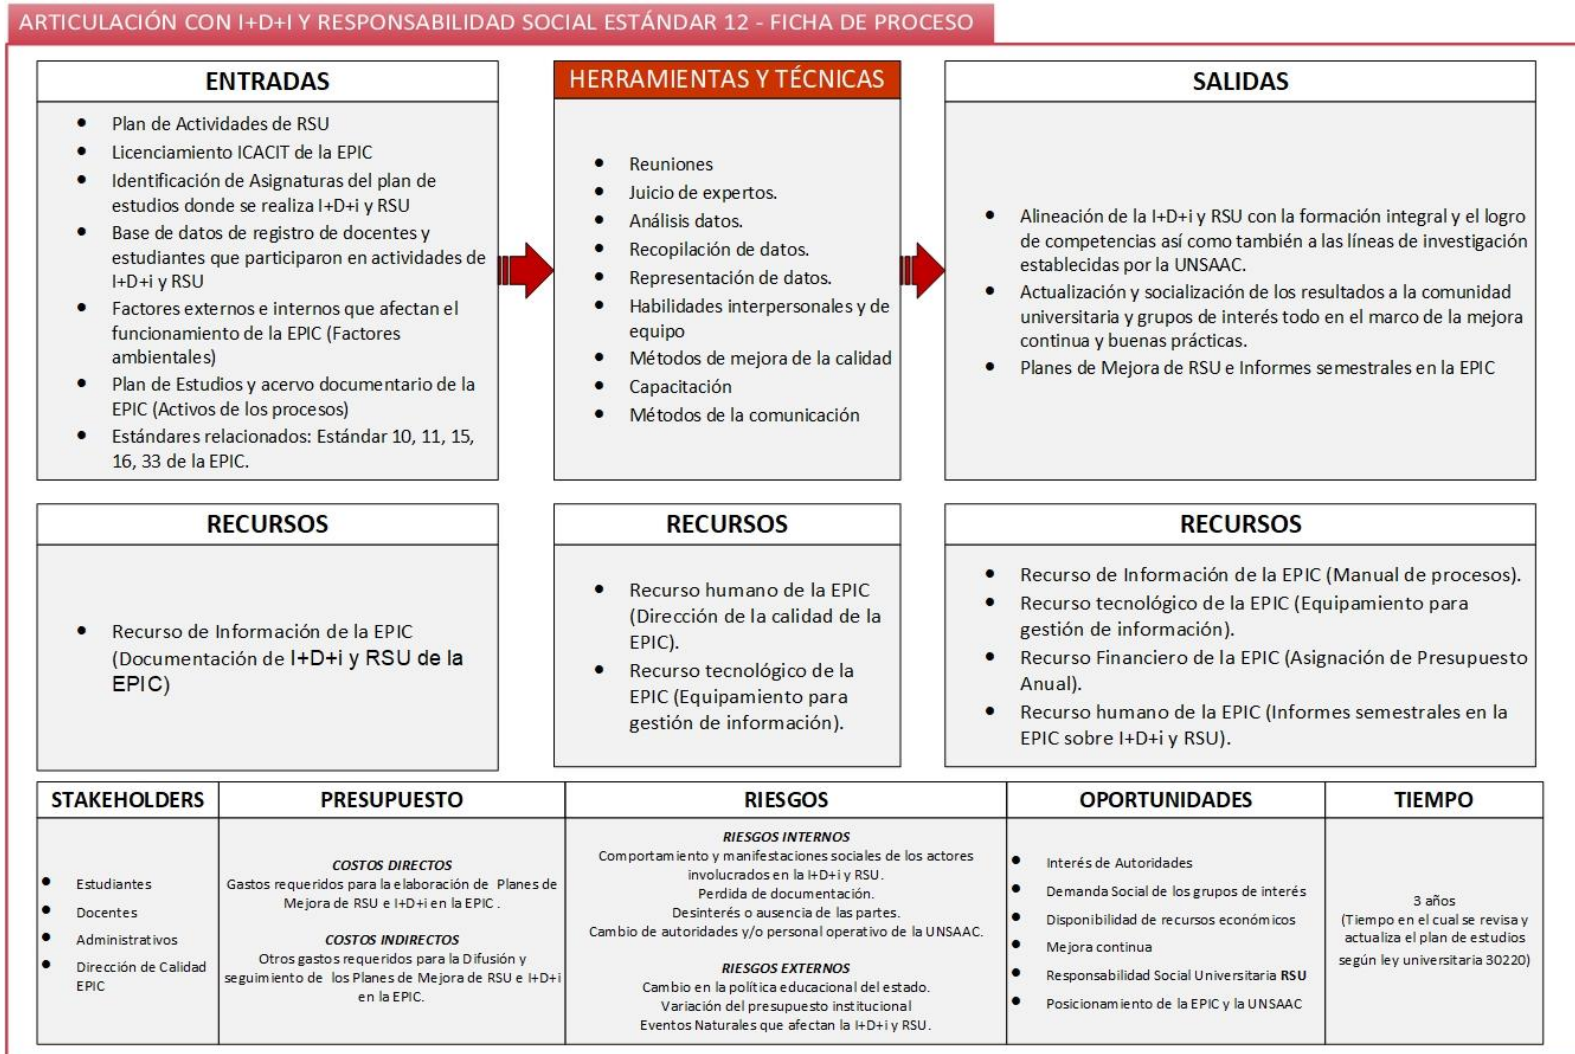 ARTICULACIÓN CON I+D+I Y RESPONSABILIDAD SOCIAL ESTÁNDAR 12 - FICHA DE PROCESO
ENTRADAS
• Plan de Actividades de RSU
• Licenciamiento ICACIT de la EPIC
• Identificación de Asignaturas del plan de
estudios donde se realiza I+D+i y RSU
• Base de datos de registro de docentes y
estudiantes que participaron en actividades de
I+D+i y RSU
• Factores externos e internos que afectan el
funcionamiento de la EPIC (Factores
ambientales)
• Plan de Estudios y acervo documentario de la
EPIC (Activos de los procesos)
• Estándares relacionados: Estándar 10, 11, 15,
16, 33 de la EPIC.
HERRAMIENTAS Y TÉCNICAS
• Reuniones
• Juicio de expertos.
• Análisis datos.
• Recopilación de datos.
• Representación de datos.
• Habilidades interpersonales y de
equipo
• Métodos de mejora de la calidad
• Capacitación
• Métodos de la comunicación
SALIDAS
• Alineación de la I+D+i y RSU con la formación integral y el logro
de competencias así como también a las líneas de investigación
establecidas por la UNSAAC.
• Actualización y socialización de los resultados a la comunidad
universitaria y grupos de interés todo en el marco de la mejora
continua y buenas prácticas.
• Planes de Mejora de RSU e Informes semestrales en la EPIC
RECURSOS
• Recurso de Información de la EPIC
(Documentación de I+D+i y RSU de la
EPIC)
RECURSOS
• Recurso humano de la EPIC
(Dirección de la calidad de la
EPIC).
• Recurso tecnológico de la
EPIC (Equipamiento para
gestión de información).
RECURSOS
• Recurso de Información de la EPIC (Manual de procesos).
• Recurso tecnológico de la EPIC (Equipamiento para
gestión de información).
• Recurso Financiero de la EPIC (Asignación de Presupuesto
Anual).
• Recurso humano de la EPIC (Informes semestrales en la
EPIC sobre I+D+i y RSU).
STAKEHOLDERS
• Estudiantes
• Docentes
• Administrativos
• Dirección de Calidad
EPIC
PRESUPUESTO
COSTOS DIRECTOS
Gastos requeridos para la elaboración de Planes de
Mejora de RSU e I+D+i en la EPIC .
COSTOS INDIRECTOS
Otros gastos requeridos para la Difusión y
seguimiento de los Planes de Mejora de RSU e I+D+i
en la EPIC.
RIESGOS
RIESGOS INTERNOS
Comportamiento y manifestaciones sociales de los actores
involucrados en la I+D+i y RSU.
Perdida de documentación.
Desinterés o ausencia de las partes.
Cambio de autoridades y/o personal operativo de la UNSAAC.
RIESGOS EXTERNOS
Cambio en la política educacional del estado.
Variación del presupuesto institucional
Eventos Naturales que afectan la I+D+i y RSU.
OPORTUNIDADES
• Interés de Autoridades
• Demanda Social de los grupos de interés
• Disponibilidad de recursos económicos
• Mejora continua
• Responsabilidad Social Universitaria RSU
• Posicionamiento de la EPIC y la UNSAAC
TIEMPO
3 años
(Tiempo en el cual se revisa y
actualiza el plan de estudios
según ley universitaria 30220)